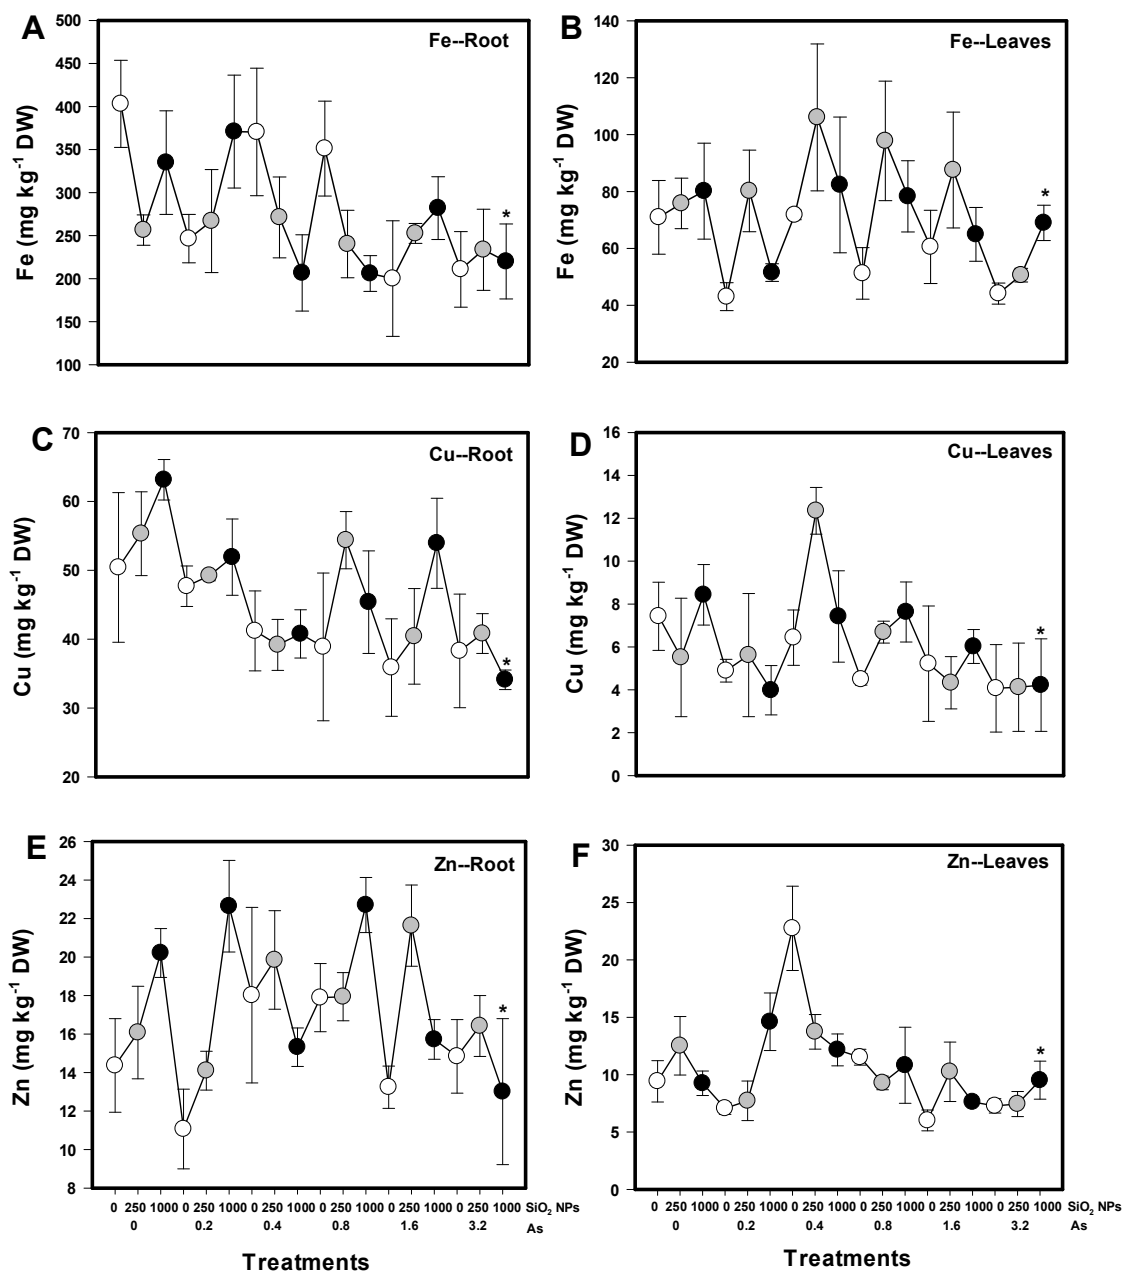 A
Fe--Root
500
450
400
350
300
250
200
150
100
Fe (mg kg⁻¹ DW)
*
B
Fe--Leaves
140
120
100
80
60
40
20
Fe (mg kg⁻¹ DW)
*
C
Cu--Root
70
60
50
40
30
20
Cu (mg kg⁻¹ DW)
*
D
Cu--Leaves
16
14
12
10
8
6
4
2
0
Cu (mg kg⁻¹ DW)
*
E
Zn--Root
26
24
22
20
18
16
14
12
10
8
Zn (mg kg⁻¹ DW)
*
0 250 1000 0 250 1000 0 250 1000 0 250 1000 0 250 1000 0 250 1000 SiO₂ NPs
0 0.2 0.4 0.8 1.6 3.2 As
Treatments
F
Zn--Leaves
30
25
20
15
10
5
0
Zn (mg kg⁻¹ DW)
*
0 250 1000 0 250 1000 0 250 1000 0 250 1000 0 250 1000 0 250 1000 SiO₂ NPs
0 0.2 0.4 0.8 1.6 3.2 As
Treatments